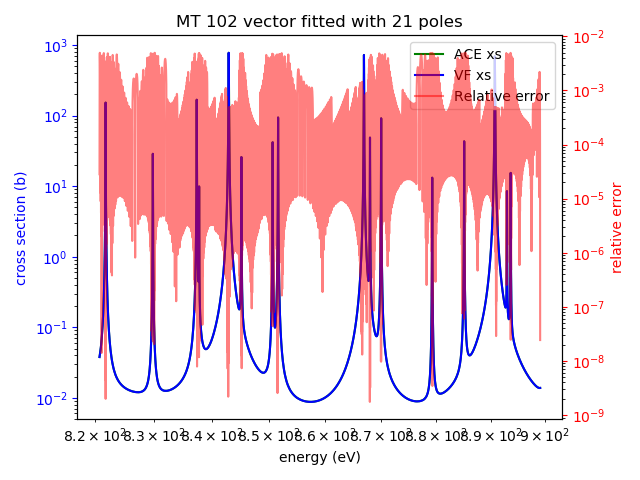 MT 102 vector fitted with 21 poles
ACE xs
VF xs
Relative error
cross section (b)
10³
10²
10¹
10⁰
10⁻¹
10⁻²
relative error
10⁻²
10⁻³
10⁻⁴
10⁻⁵
10⁻⁶
10⁻⁷
10⁻⁸
10⁻⁹
8.2 × 10² 8.3 × 10² 8.4 × 10² 8.5 × 10² 8.6 × 10² 8.7 × 10² 8.8 × 10² 8.9 × 10² 9 × 10²
energy (eV)